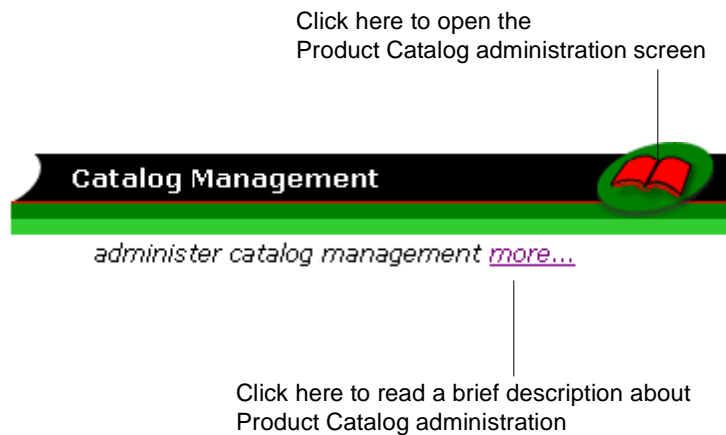 Click here to open the
Product Catalog administration screen
Catalog Management
administer catalog management more...
Click here to read a brief description about
Product Catalog administration